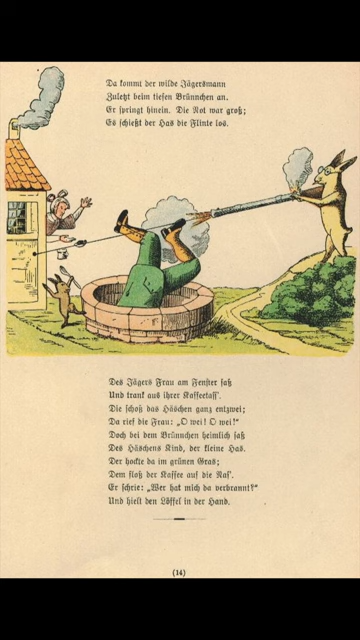 Da kommt der wilde Jägersmann
Zuletzt beim tiefen Brünnchen an.
Er springt hinein. Die Not war groß;
Es schießt der Has die Flinte los.
Des Jägers Frau am Fenster saß
Und trank aus ihrer Kaffeetass'.
Die schoß das Häschen ganz entzwei;
Da rief die Frau: „O wei! O wei!“
Doch bei dem Brünnchen heimlich saß
Des Häschens Kind, der kleine Has.
Der hockte da im grünen Gras;
Dem floß der Kaffee auf die Nas'.
Er schrie: „Wer hat mich da verbrannt?“
Und hielt den Löffel in der Hand.
(14)